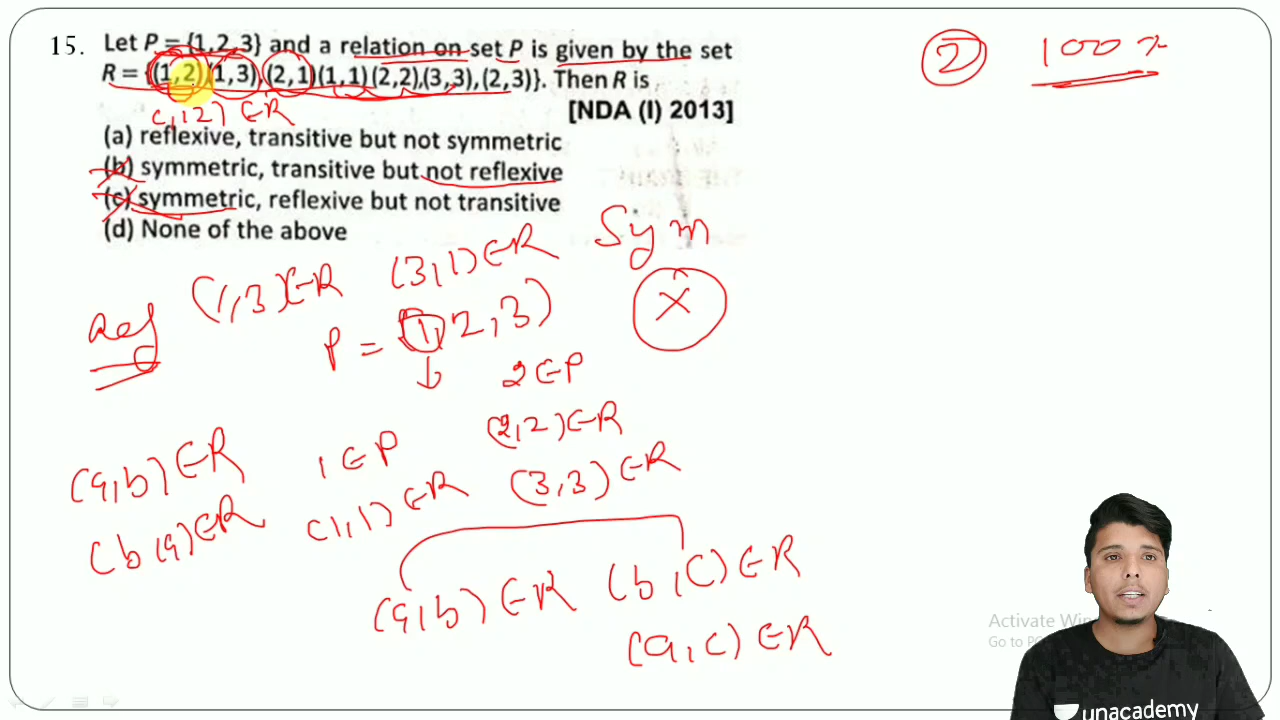 15. Let P = {1, 2, 3} and a relation on set P is given by the set
R = {(1, 2) (1, 3), (2, 1) (1, 1) (2, 2), (3, 3), (2, 3)}. Then R is
[NDA (I) 2013]
(1,2) ∈ R
(a) reflexive, transitive but not symmetric
(b) symmetric, transitive but not reflexive
(c) symmetric, reflexive but not transitive
(d) None of the above
② 100 %
Ref (1,3) ∈ R (3,1) ∈ R Sym
P = (1, 2, 3) X
2 ∈ P
(a,b) ∈ R 1 ∈ P (2,2) ∈ R
(b,a) ∈ R (1,1) ∈ R (3,3) ∈ R
(a,b) ∈ R (b,c) ∈ R
(a,c) ∈ R
Activate Win
Go to PC
unacademy